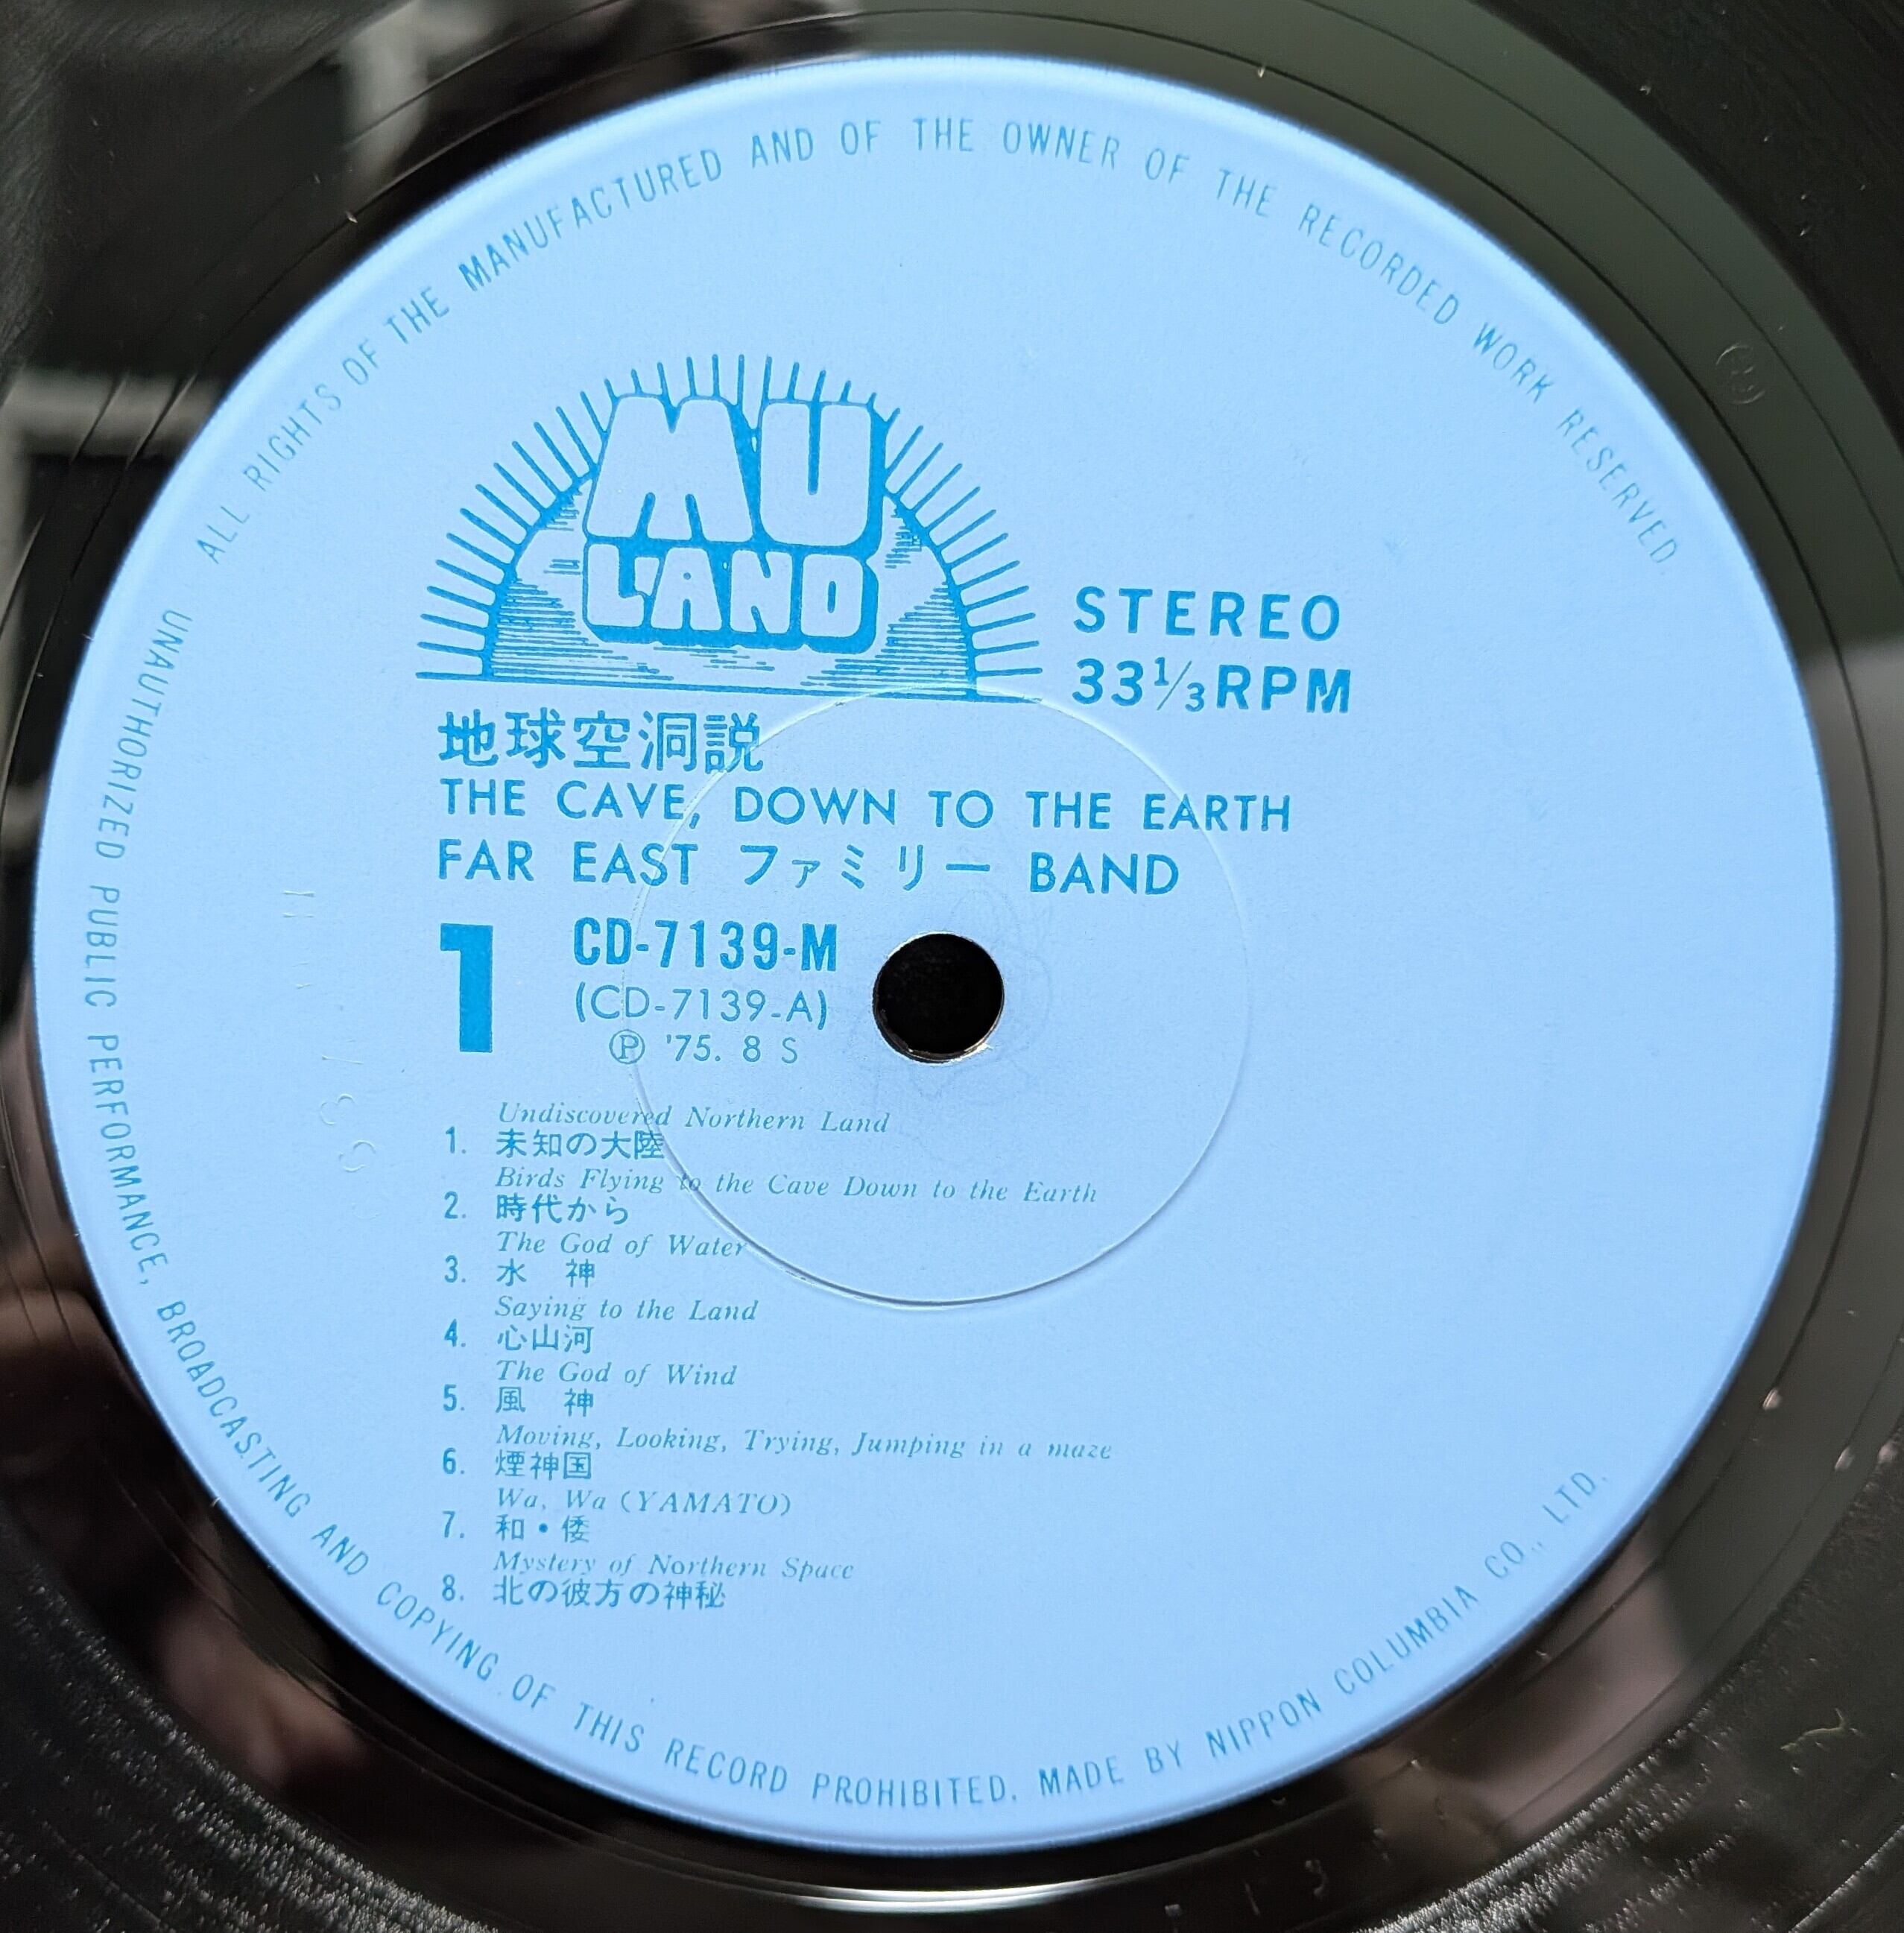 ALL RIGHTS OF THE MANUFACTURED AND OF THE OWNER OF THE RECORDED WORK RESERVED.
MU
LAND
STEREO
33⅓RPM
地球空洞説
THE CAVE, DOWN TO THE EARTH
FAR EAST ファミリー BAND
1
CD-7139-M
(CD-7139-A)
Ⓟ '75. 8 S
Undiscovered Northern Land
1. 未知の大陸
Birds Flying to the Cave Down to the Earth
2. 時代から
The God of Water
3. 水　神
Saying to the Land
4. 心山河
The God of Wind
5. 風　神
Moving, Looking, Trying, Jumping in a maze
6. 煙神国
Wa, Wa (YAMATO)
7. 和・倭
Mystery of Northern Space
8. 北の彼方の神秘
UNAUTHORIZED PUBLIC PERFORMANCE, BROADCASTING AND COPYING OF THIS RECORD PROHIBITED. MADE BY NIPPON COLUMBIA CO., LTD.